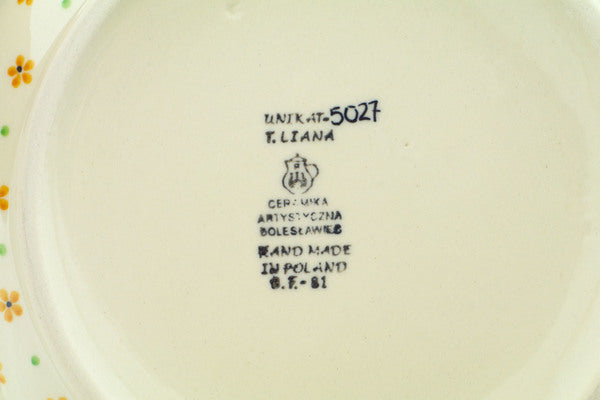 UNIKAT-5027
T. LIANA
CERAMIKA
ARTYSTYCZNA
BOLESŁAWIEC
HAND MADE
IN POLAND
B.F.-81